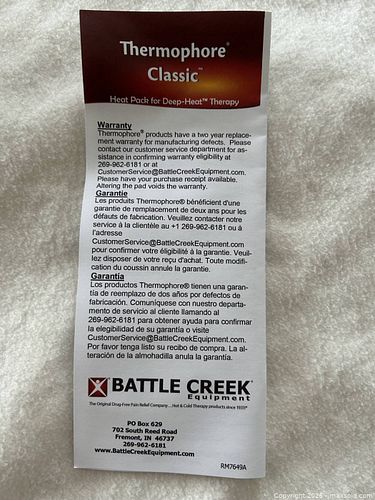 Thermophore®
Classic™
Heat Pack for Deep-Heat™ Therapy
Warranty
Thermophore® products have a two year replace-
ment warranty for manufacturing defects. Please
contact our customer service department for as-
sistance in confirming warranty eligibility at
269-962-6181 or at
CustomerService@BattleCreekEquipment.com.
Please have your purchase receipt available.
Altering the pad voids the warranty.
Garantie
Les produits Thermophore® bénéficient d'une
garantie de remplacement de deux ans pour les
défauts de fabrication. Veuillez contacter notre
service à la clientèle au +1 269-962-6181 ou à
l'adresse
CustomerService@BattleCreekEquipment.com
pour confirmer votre éligibilité à la garantie. Veuil-
lez disposer de votre reçu d'achat. Toute modifi-
cation du coussin annule la garantie.
Garantía
Los productos Thermophore® tienen una garan-
tía de reemplazo de dos años por defectos de
fabricación. Comuníquese con nuestro departa-
mento de servicio al cliente llamando al
269-962-6181 para obtener ayuda para confirmar
la elegibilidad de su garantía o visite
CustomerService@BattleCreekEquipment.com.
Por favor tenga listo su recibo de compra. La al-
teración de la almohadilla anula la garantía.
BATTLE CREEK®
Equipment
The Original Drug-Free Pain Relief Company... Hot & Cold Therapy products since 1931®
PO Box 629
702 South Reed Road
Fremont, IN 46737
269-962-6181
www.BattleCreekEquipment.com
RM7649A